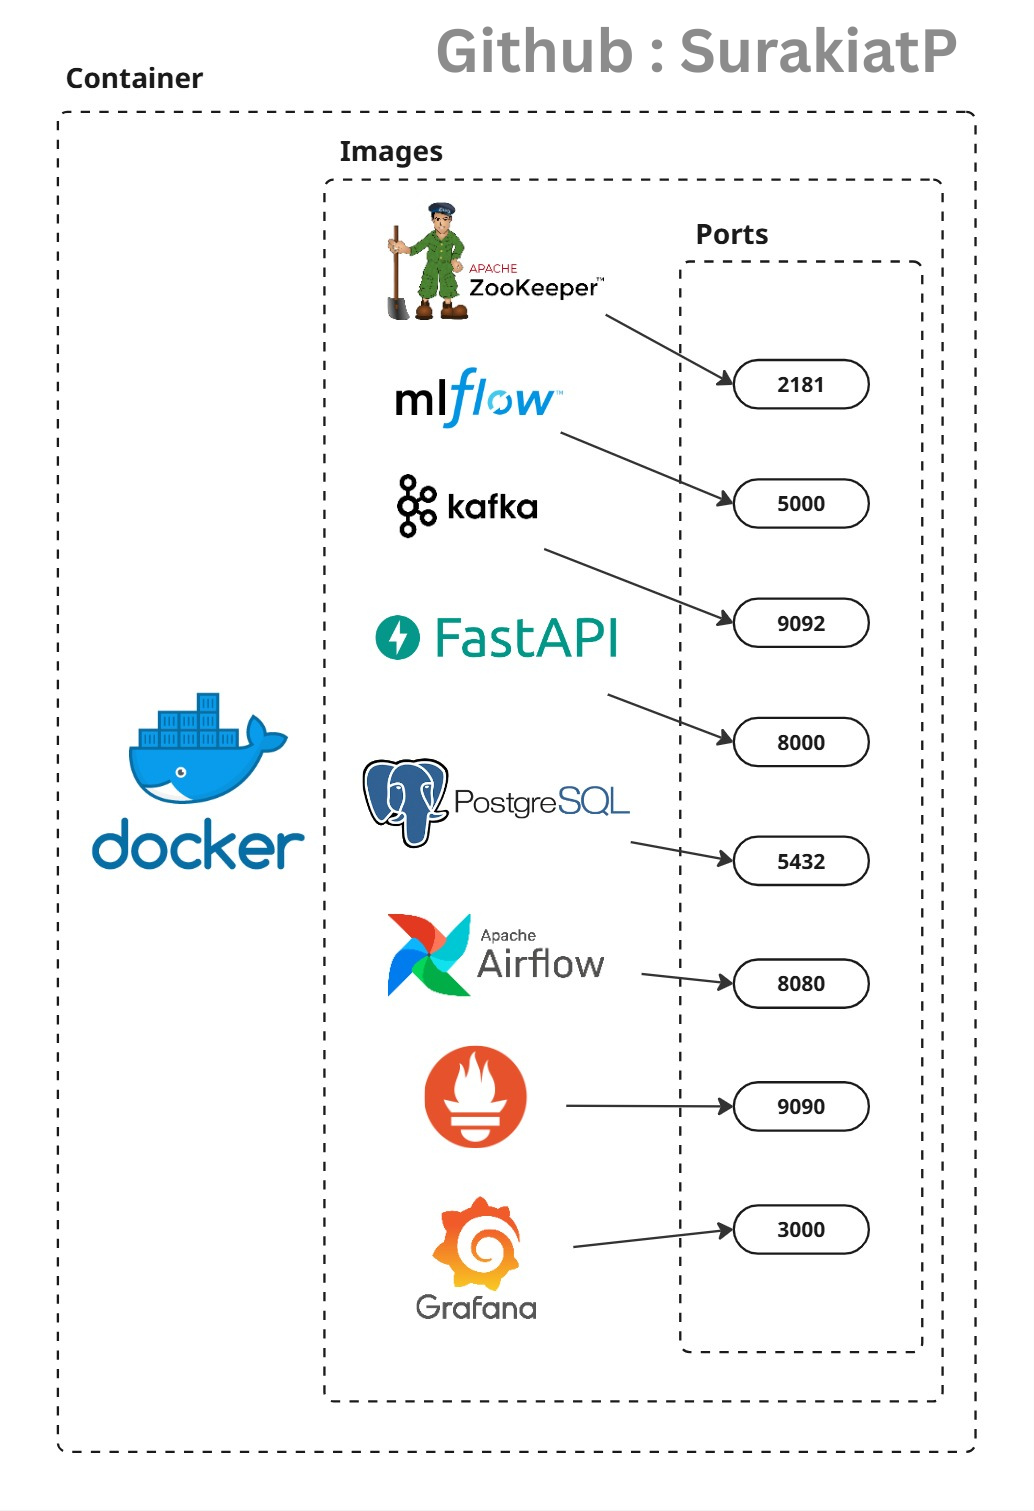 Github : SurakiatP
Container
Images
Ports
APACHE
ZooKeeper™
2181
mlflow™
5000
kafka
9092
FastAPI
8000
docker
PostgreSQL
5432
Apache
Airflow
8080
9090
3000
Grafana